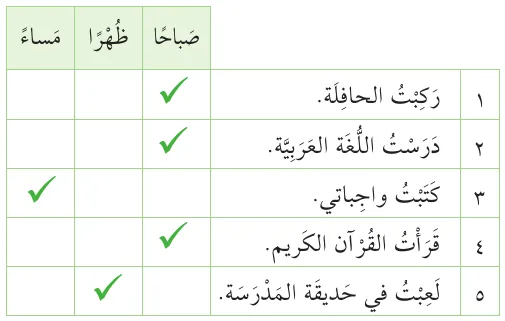 صَباحًا ظُهْرًا مَساءً
١ رَكِبْتُ الحافِلَة.
٢ دَرَسْتُ اللُّغَة العَرَبِيَّة.
٣ كَتَبْتُ واجِباتي.
٤ قَرَأْتُ القُرْآن الكَريم.
٥ لَعِبْتُ في حَديقَة المَدْرَسَة.